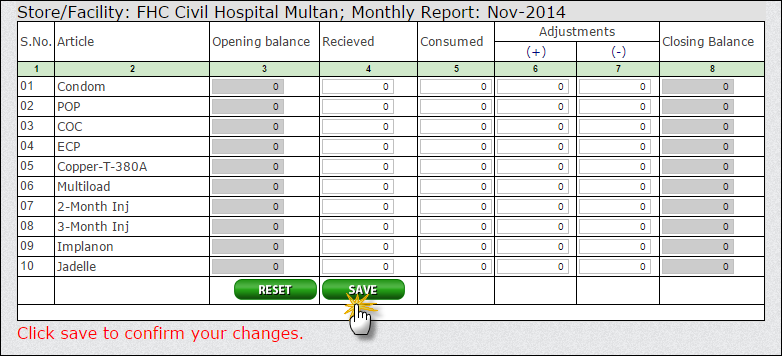 Store/Facility: FHC Civil Hospital Multan; Monthly Report: Nov-2014
S.No. Article Opening balance Recieved Consumed Adjustments Closing Balance
(+) (-)
1 2 3 4 5 6 7 8
01 Condom 0 0 0 0 0 0
02 POP 0 0 0 0 0 0
03 COC 0 0 0 0 0 0
04 ECP 0 0 0 0 0 0
05 Copper-T-380A 0 0 0 0 0 0
06 Multiload 0 0 0 0 0 0
07 2-Month Inj 0 0 0 0 0 0
08 3-Month Inj 0 0 0 0 0 0
09 Implanon 0 0 0 0 0 0
10 Jadelle 0 0 0 0 0 0
RESET SAVE
Click save to confirm your changes.